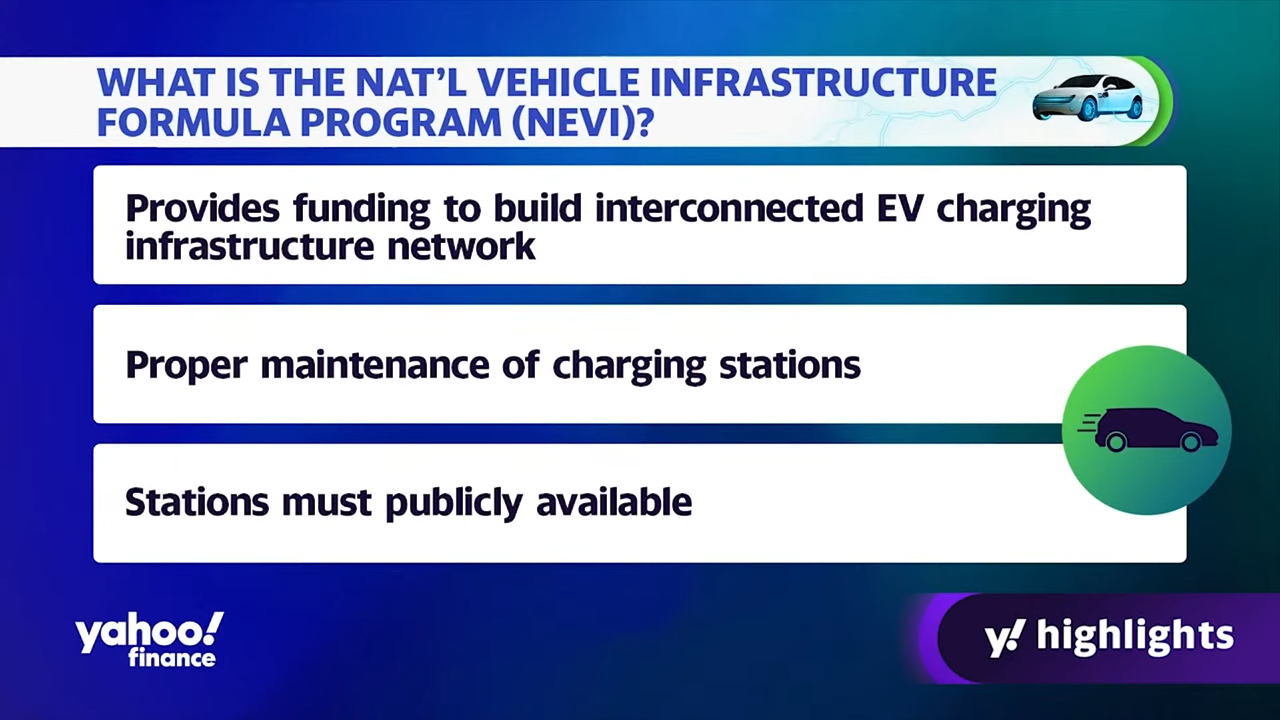 WHAT IS THE NAT’L VEHICLE INFRASTRUCTURE
FORMULA PROGRAM (NEVI)?
Provides funding to build interconnected EV charging
infrastructure network
Proper maintenance of charging stations
Stations must publicly available
yahoo!
finance
y! highlights